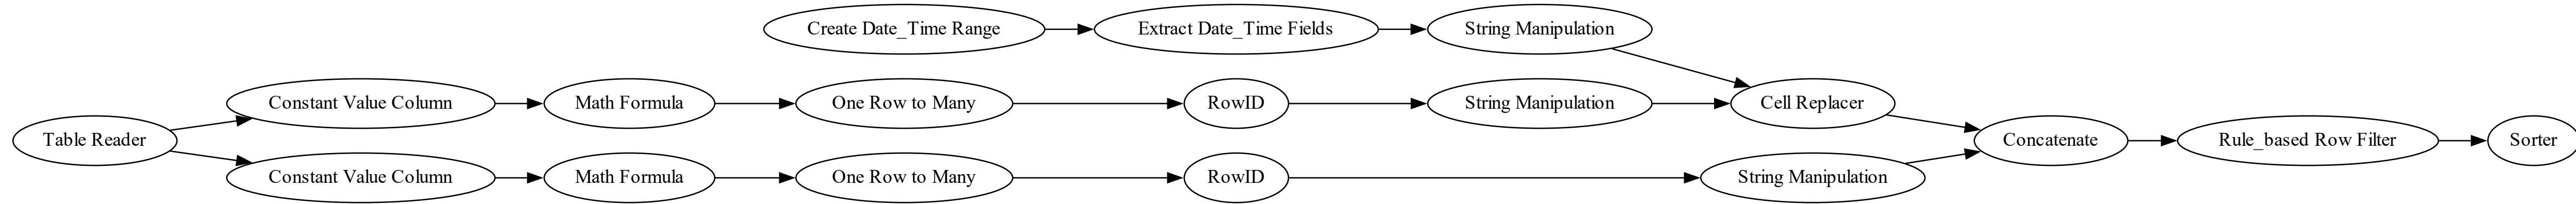 Create Date_Time Range
Extract Date_Time Fields
String Manipulation
Constant Value Column
Math Formula
One Row to Many
RowID
String Manipulation
Cell Replacer
Table Reader
Concatenate
Rule_based Row Filter
Sorter
Constant Value Column
Math Formula
One Row to Many
RowID
String Manipulation